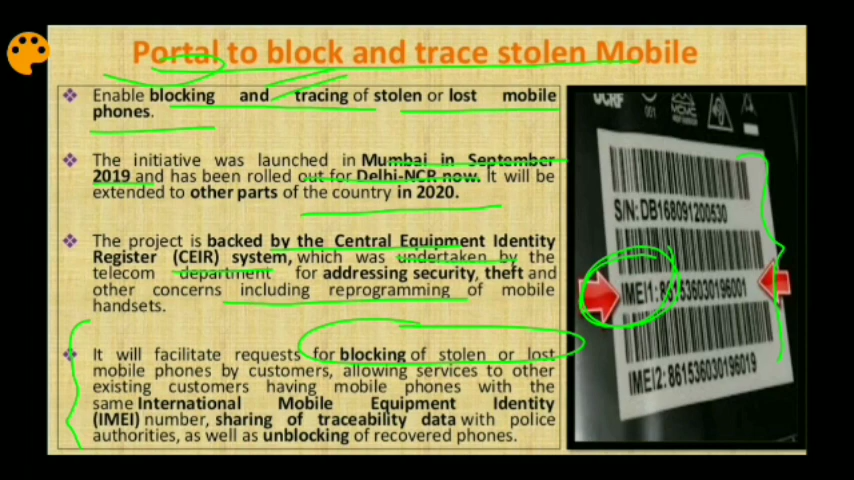 Portal to block and trace stolen Mobile
Enable blocking and tracing of stolen or lost mobile
phones.
The initiative was launched in Mumbai in September
2019 and has been rolled out for Delhi-NCR now. It will be
extended to other parts of the country in 2020.
The project is backed by the Central Equipment Identity
Register (CEIR) system, which was undertaken by the
telecom department for addressing security, theft and
other concerns including reprogramming of mobile
handsets.
It will facilitate requests for blocking of stolen or lost
mobile phones by customers, allowing services to other
existing customers having mobile phones with the
same International Mobile Equipment Identity
(IMEI) number, sharing of traceability data with police
authorities, as well as unblocking of recovered phones.
001
S/N: DB168091200530
IMEI1: 861536030196001
IMEI2: 861536030196019